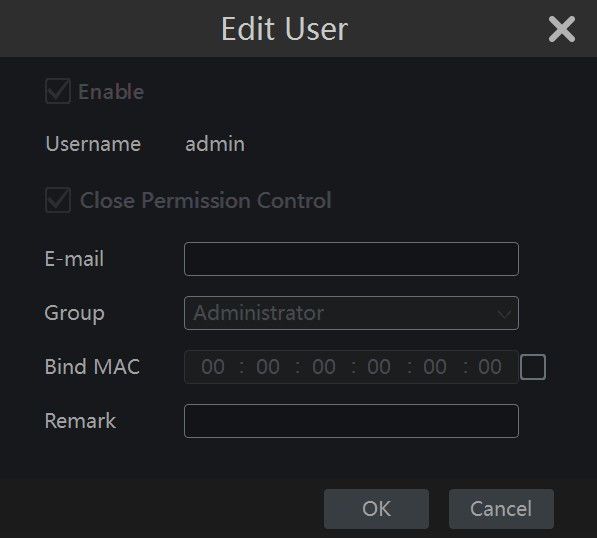 Edit User
Enable
Username admin
Close Permission Control
E-mail
Group Administrator
Bind MAC 00 : 00 : 00 : 00 : 00 : 00
Remark
OK Cancel